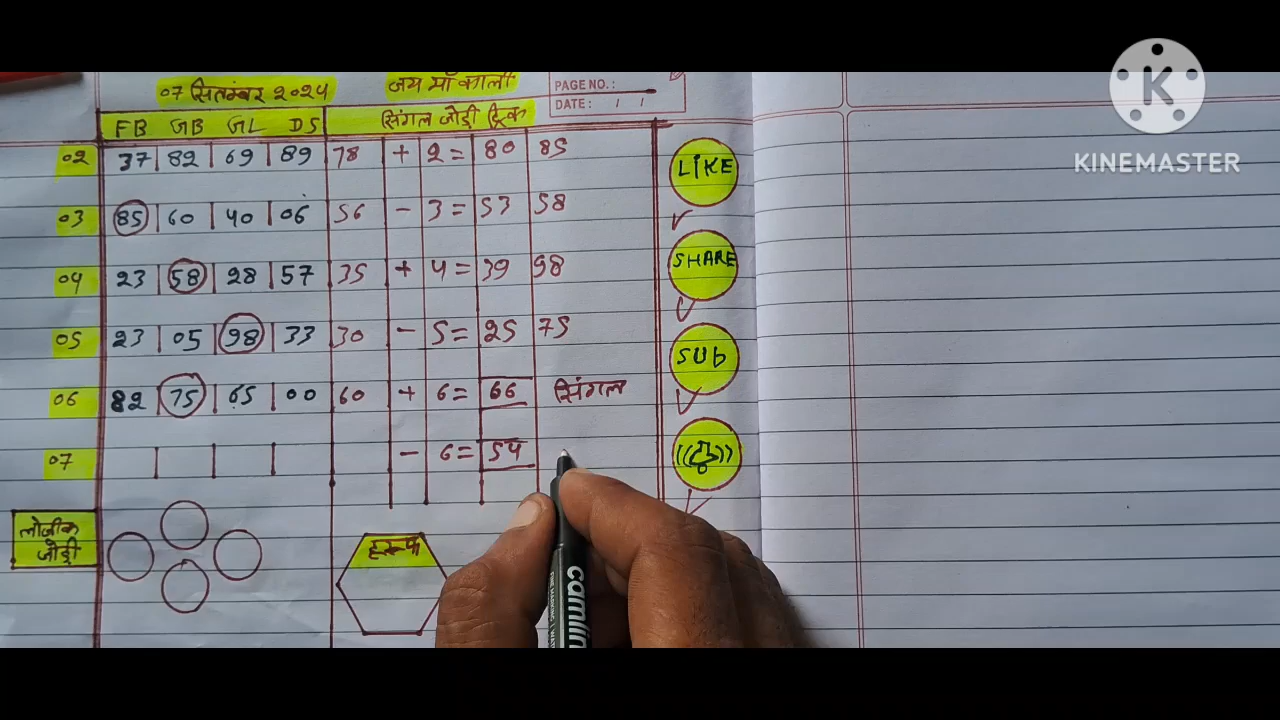 ०७ सितम्बर २०२५ जय माँ काली PAGE NO.:
DATE: / /
FB GB GL DS सिंगल जोड़ी ट्रिक
02 37 82 69 89 78 + 2 = 80 85 LIKE
03 85 60 40 06 56 - 3 = 53 58
04 23 58 28 57 35 + 4 = 39 98 SHARE
05 23 05 98 33 30 - 5 = 25 75 SUb
06 82 75 65 00 60 + 6 = 66 सिंगल
07 - 6 = 54
लोजीक
जोड़ी
हरूफ
camlin
KINEMASTER
K